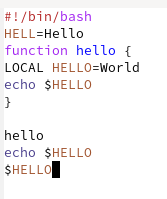 #!/bin/bash
HELL=Hello
function hello {
LOCAL HELLO=World
echo $HELLO
}

hello
echo $HELLO
$HELLO